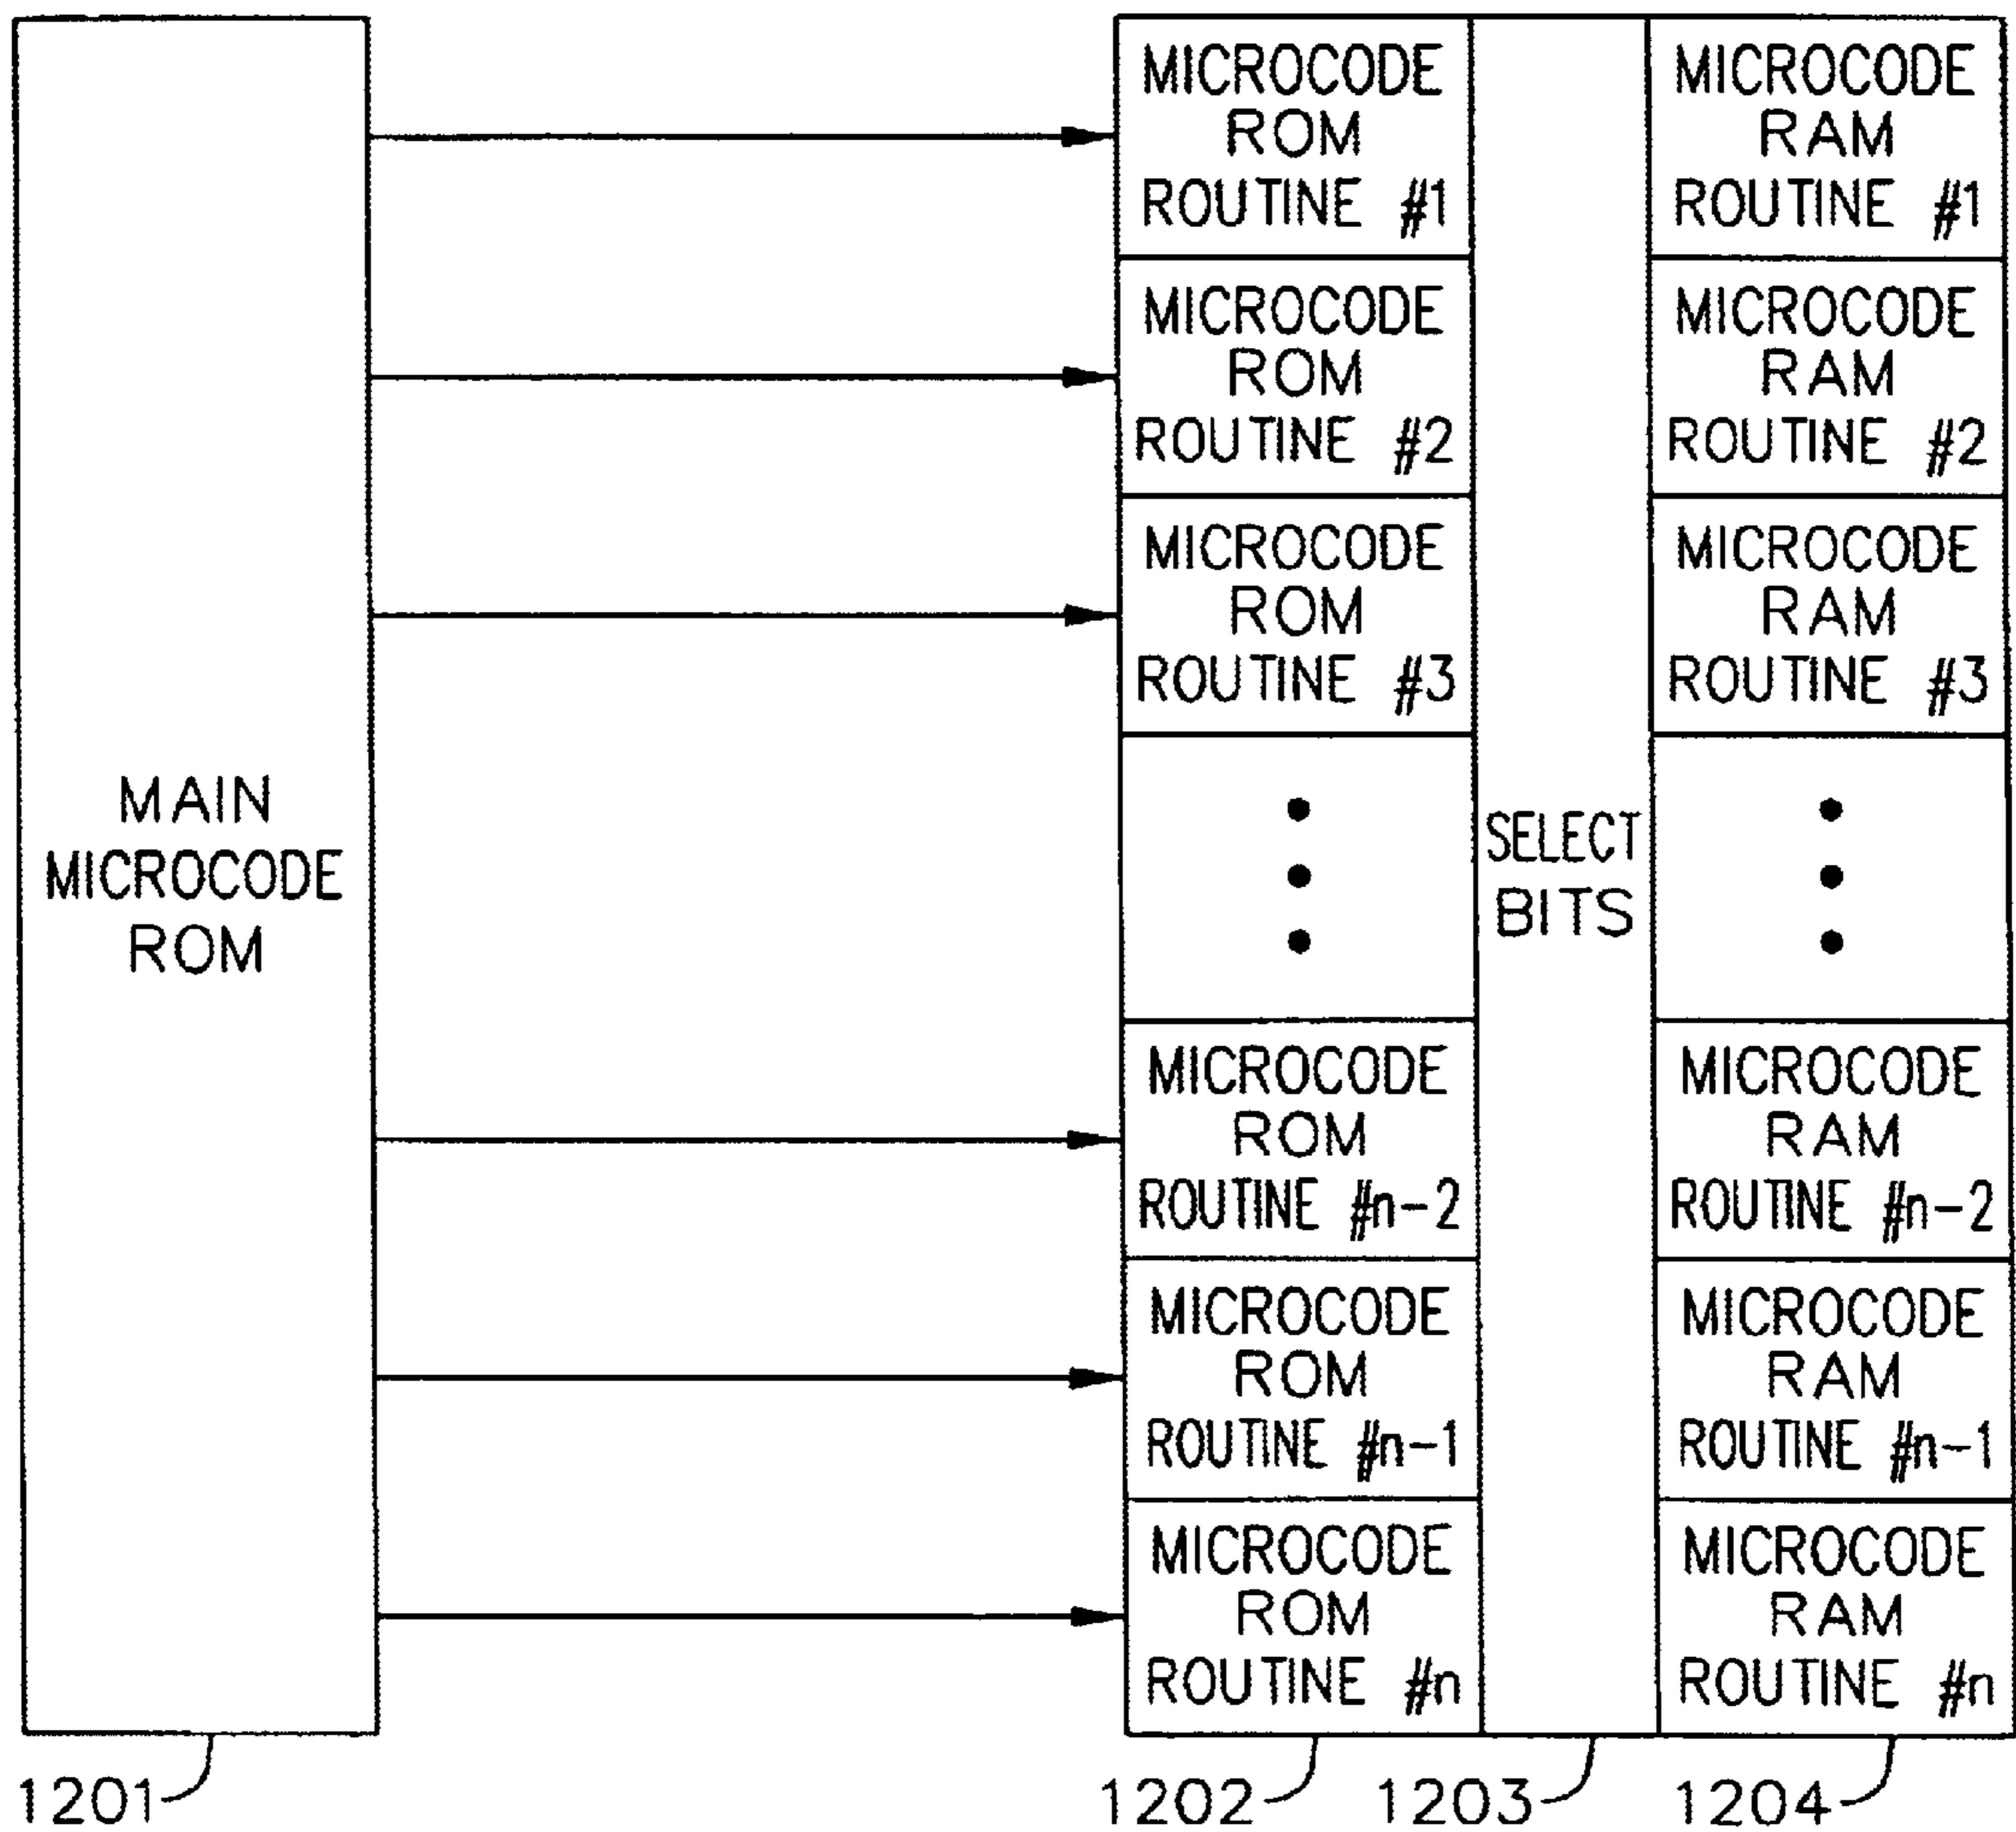 MAIN
MICROCODE
ROM
MICROCODE
ROM
ROUTINE #1
MICROCODE
ROM
ROUTINE #2
MICROCODE
ROM
ROUTINE #3
MICROCODE
ROM
ROUTINE #n-2
MICROCODE
ROM
ROUTINE #n-1
MICROCODE
ROM
ROUTINE #n
SELECT
BITS
MICROCODE
RAM
ROUTINE #1
MICROCODE
RAM
ROUTINE #2
MICROCODE
RAM
ROUTINE #3
MICROCODE
RAM
ROUTINE #n-2
MICROCODE
RAM
ROUTINE #n-1
MICROCODE
RAM
ROUTINE #n
1201
1202
1203
1204